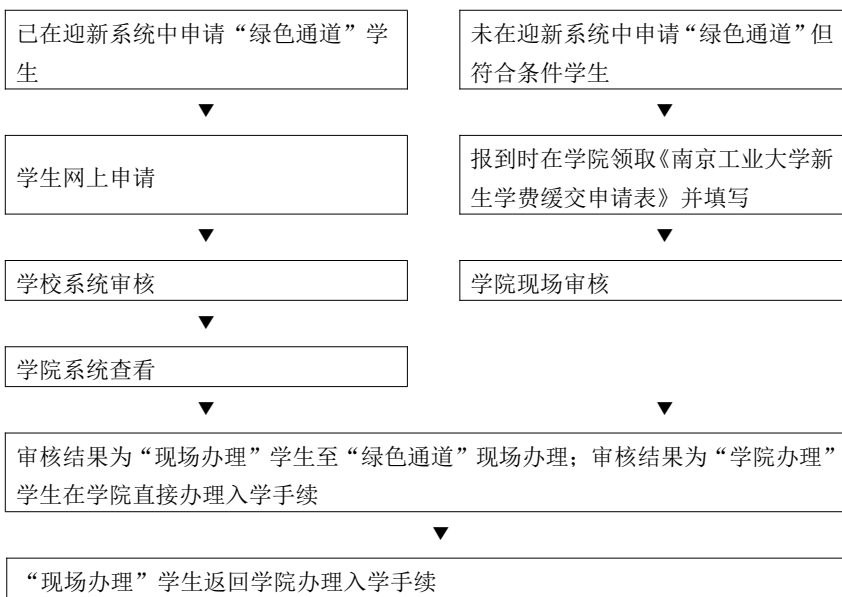 已在迎新系统中申请“绿色通道”学
生
未在迎新系统中申请“绿色通道”但
符合条件学生
学生网上申请
报到时在学院领取《南京工业大学新
生学费缓交申请表》并填写
学校系统审核
学院现场审核
学院系统查看
审核结果为“现场办理”学生至“绿色通道”现场办理；审核结果为“学院办理”
学生在学院直接办理入学手续
“现场办理”学生返回学院办理入学手续